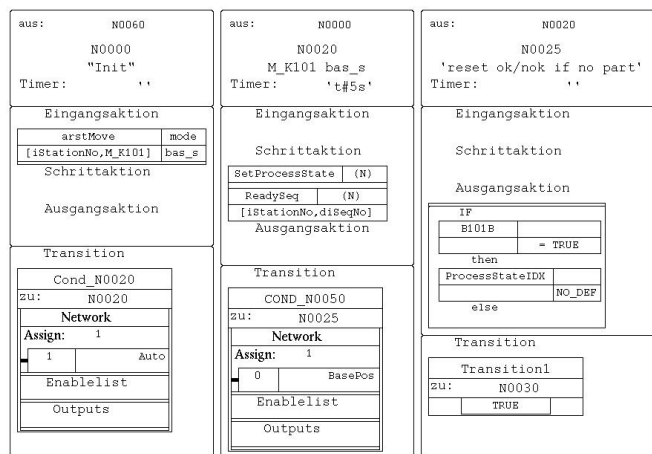 aus: N0060
N0000
"Init"
Timer: ' '
Eingangsaktion
arstMove mode
[iStationNo,M_K101] bas_s
Schrittaktion
Ausgangsaktion
Transition
Cond_N0020
zu: N0020
Network
Assign: 1
1 Auto
Enablelist
Outputs
aus: N0000
N0020
M_K101 bas_s
Timer: 't#5s'
Eingangsaktion
Schrittaktion
SetProcessState (N)
ReadySeq (N)
[iStationNo,diSeqNo]
Ausgangsaktion
Transition
COND_N0050
zu: N0025
Network
Assign: 1
0 BasePos
Enablelist
Outputs
aus: N0020
N0025
'reset ok/nok if no part'
Timer: ' '
Eingangsaktion
Schrittaktion
Ausgangsaktion
IF
B101B
= TRUE
then
ProcessStateIDX
NO_DEF
else
Transition
Transition1
zu: N0030
TRUE